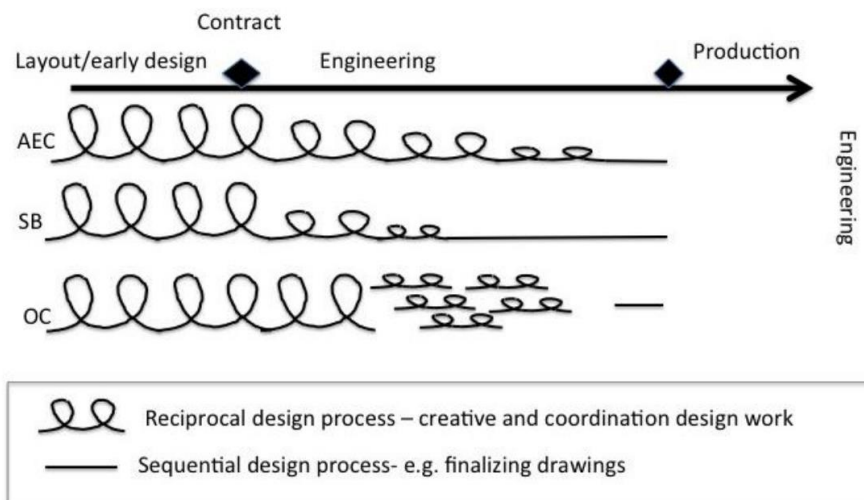 Contract
Layout/early design
Engineering
Production
AEC
SB
OC
Engineering
Reciprocal design process – creative and coordination design work
Sequential design process- e.g. finalizing drawings